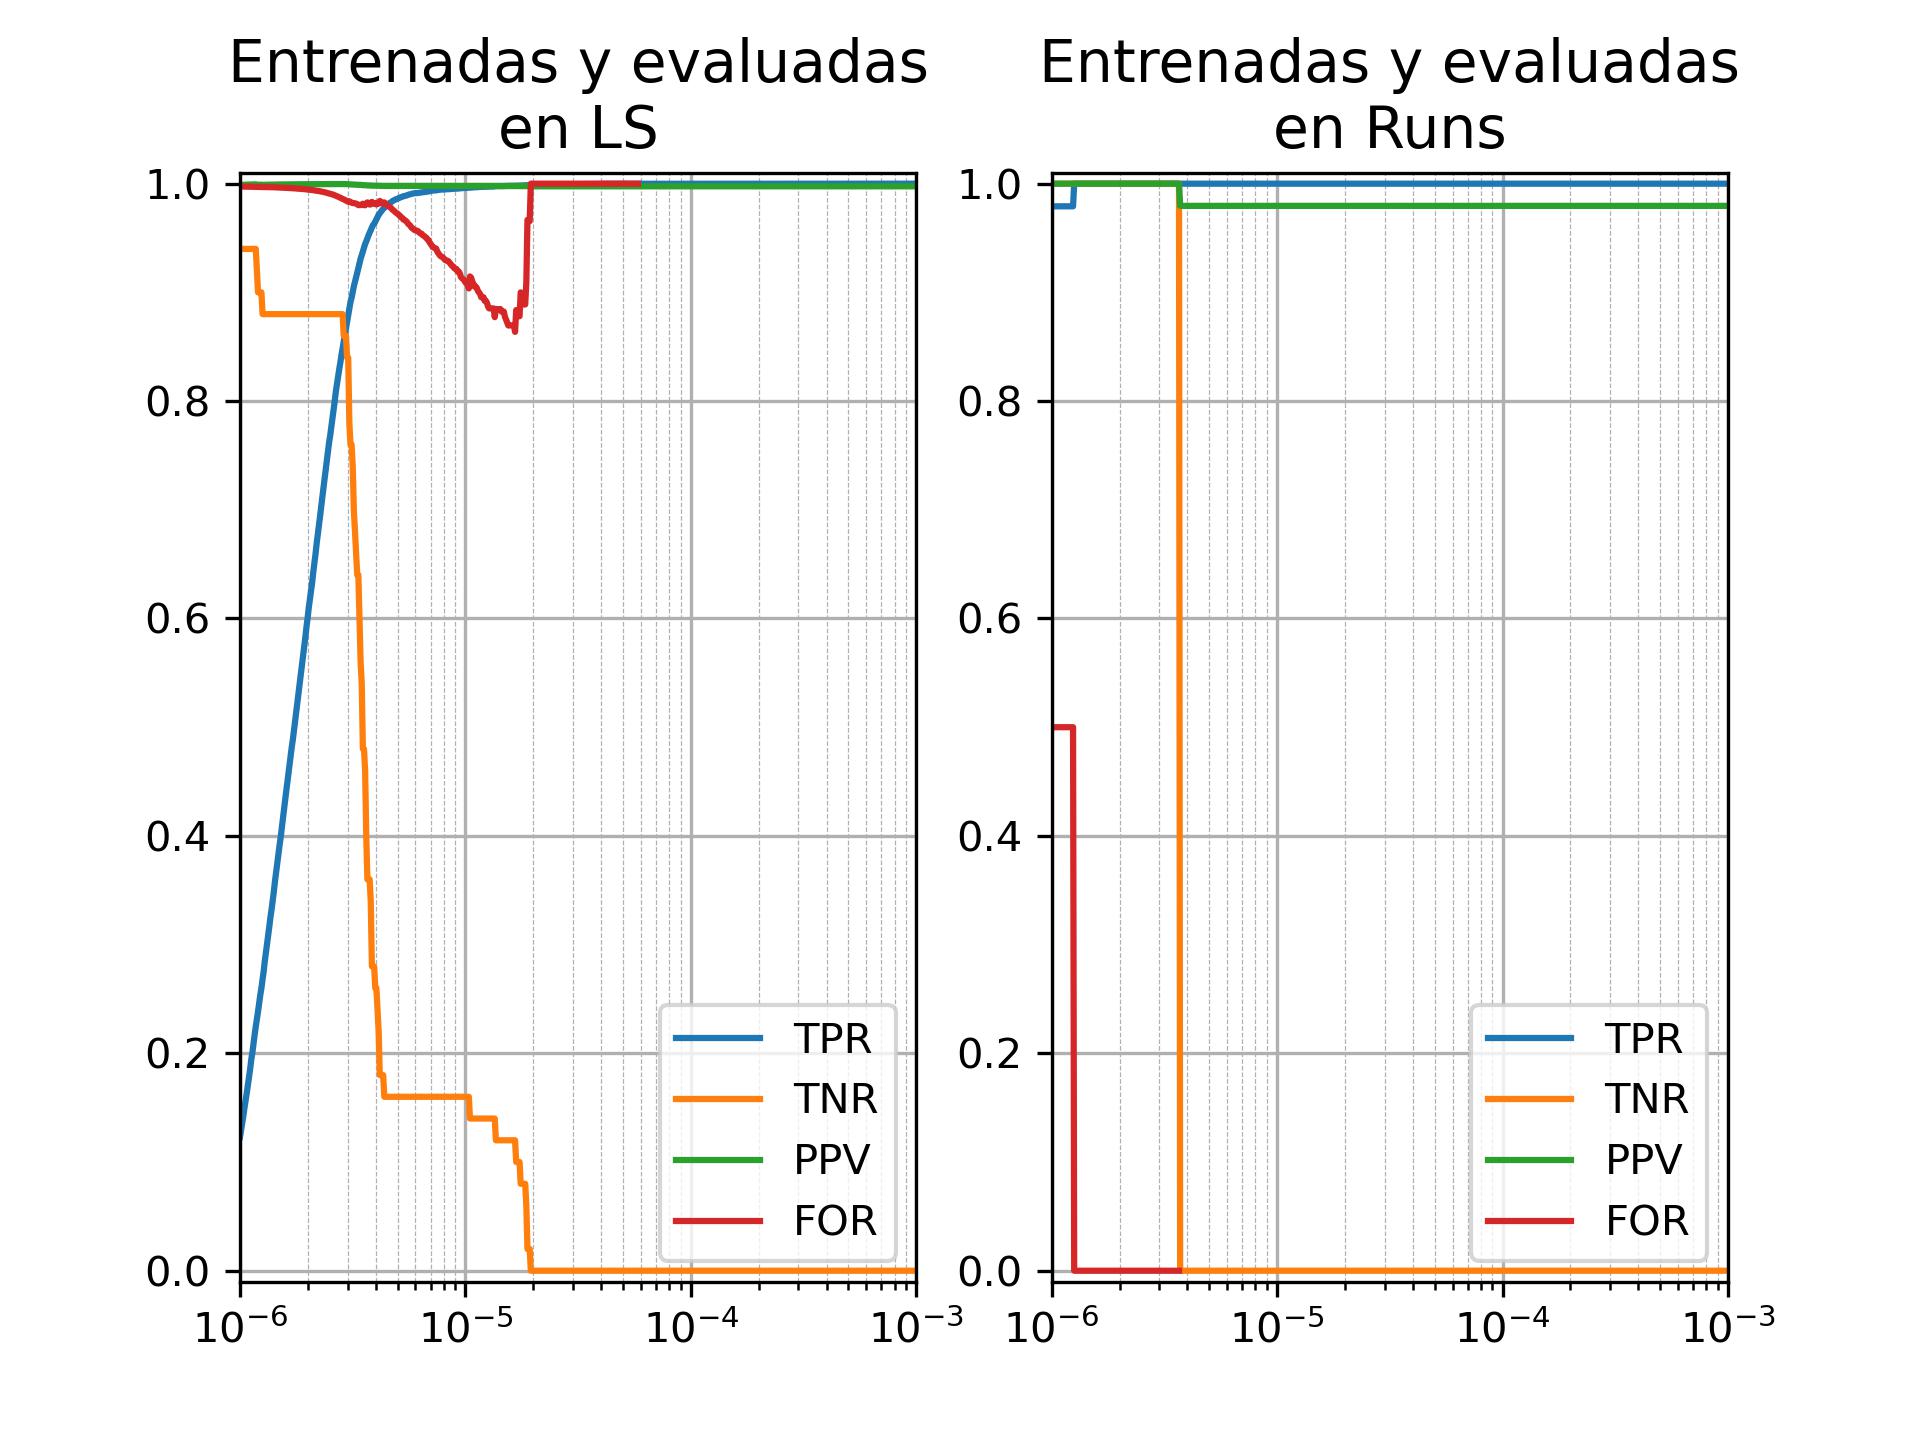 Entrenadas y evaluadas
en LS
1.0
0.8
0.6
0.4
0.2
0.0
10⁻⁶ 10⁻⁵ 10⁻⁴ 10⁻³
TPR
TNR
PPV
FOR
Entrenadas y evaluadas
en Runs
1.0
0.8
0.6
0.4
0.2
0.0
10⁻⁶ 10⁻⁵ 10⁻⁴ 10⁻³
TPR
TNR
PPV
FOR